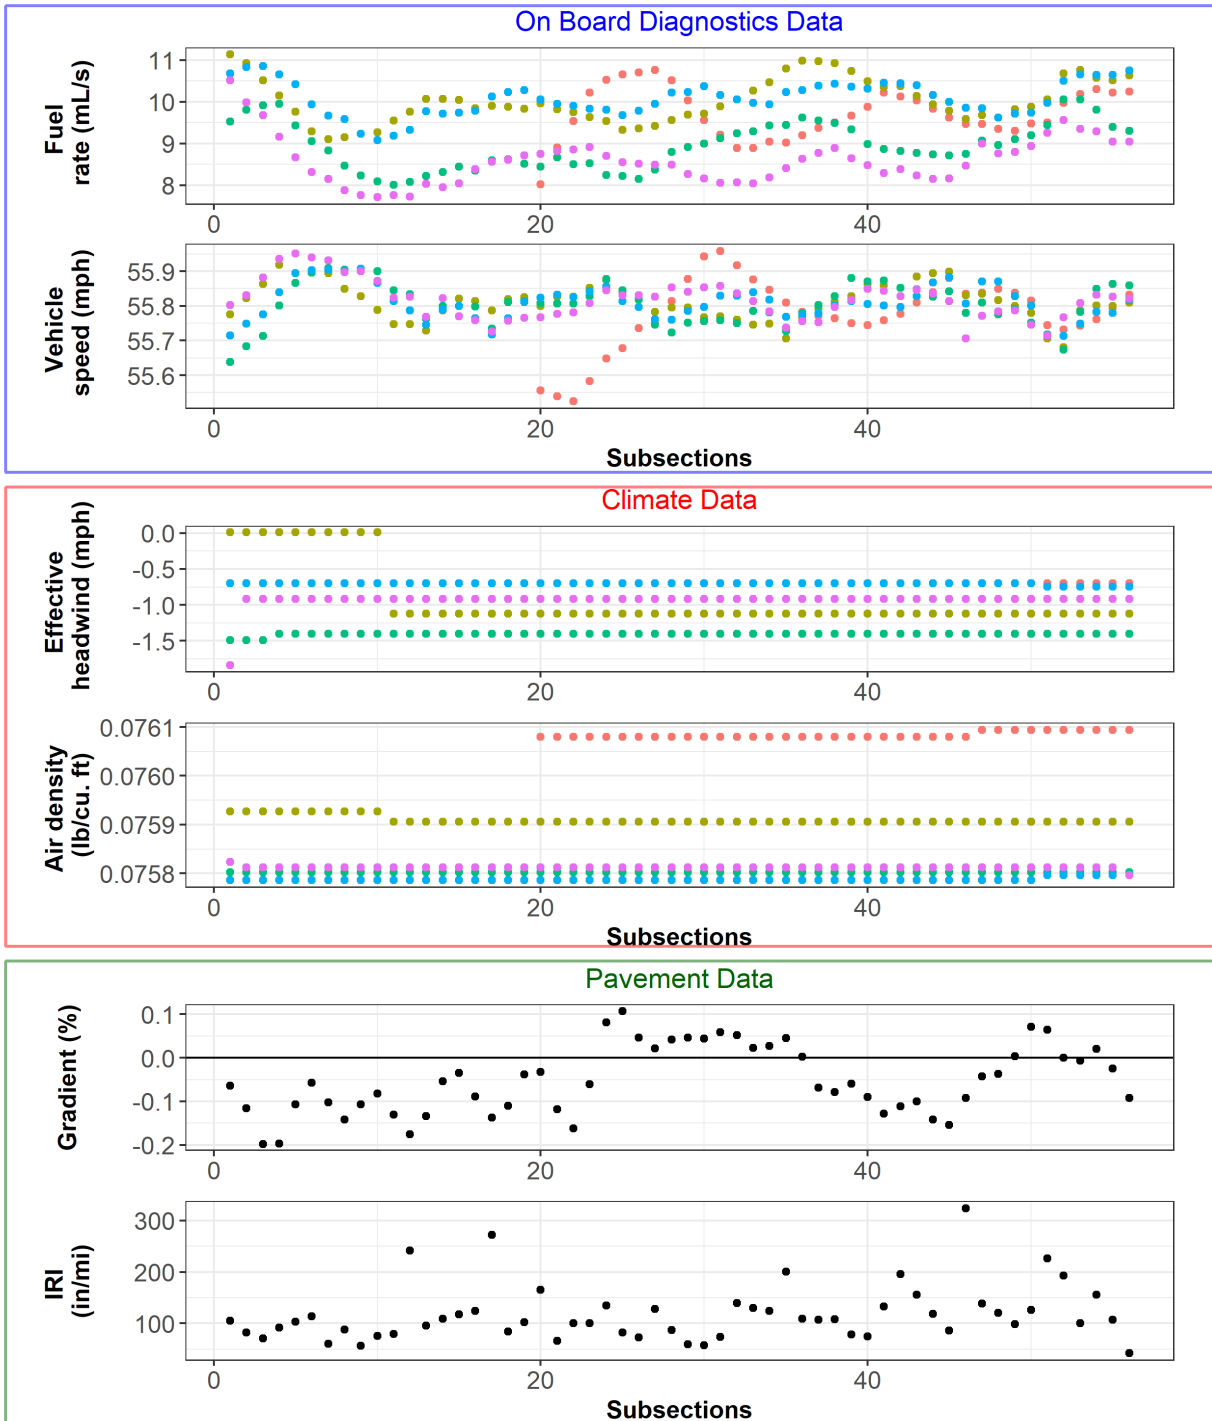 On Board Diagnostics Data
Fuel
rate (mL/s)
11
10
9
8
0 20 40
Vehicle
speed (mph)
55.9
55.8
55.7
55.6
0 20 40
Subsections
Climate Data
Effective
headwind (mph)
0.0
-0.5
-1.0
-1.5
0 20 40
Air density
(lb/cu. ft)
0.0761
0.0760
0.0759
0.0758
0 20 40
Subsections
Pavement Data
Gradient (%)
0.1
0.0
-0.1
-0.2
0 20 40
IRI
(in/mi)
300
200
100
0 20 40
Subsections